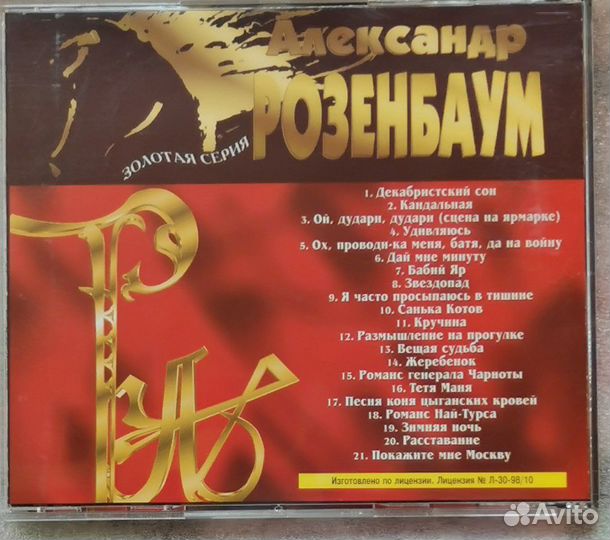 Александр
РОЗЕНБАУМ
ЗОЛОТАЯ СЕРИЯ
1. Декабристский сон
2. Кандальная
3. Ой, дудари, дудари (сцена на ярмарке)
4. Удивляюсь
5. Ох, проводи-ка меня, батя, да на войну
6. Дай мне минуту
7. Бабий Яр
8. Звездопад
9. Я часто просыпаюсь в тишине
10. Санька Котов
11. Кручина
12. Размышление на прогулке
13. Вещая судьба
14. Жеребенок
15. Романс генерала Чарноты
16. Тетя Маня
17. Песня коня цыганских кровей
18. Романс Най-Турса
19. Зимняя ночь
20. Расставание
21. Покажите мне Москву
Изготовлено по лицензии. Лицензия № Л-30-98/10
Avito